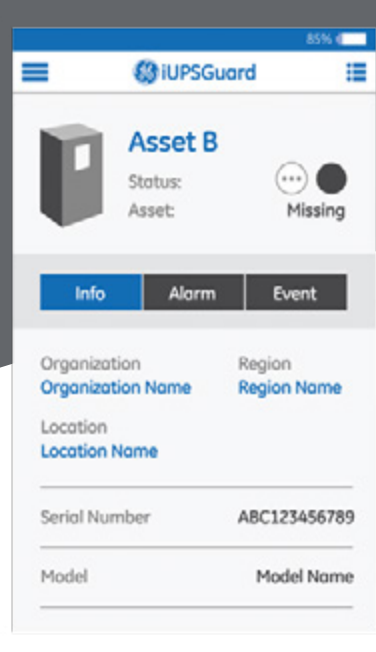 85%
iUPSGuard
Asset B
Status:
Asset: Missing
Info Alarm Event
Organization Region
Organization Name Region Name
Location
Location Name
Serial Number ABC123456789
Model Model Name